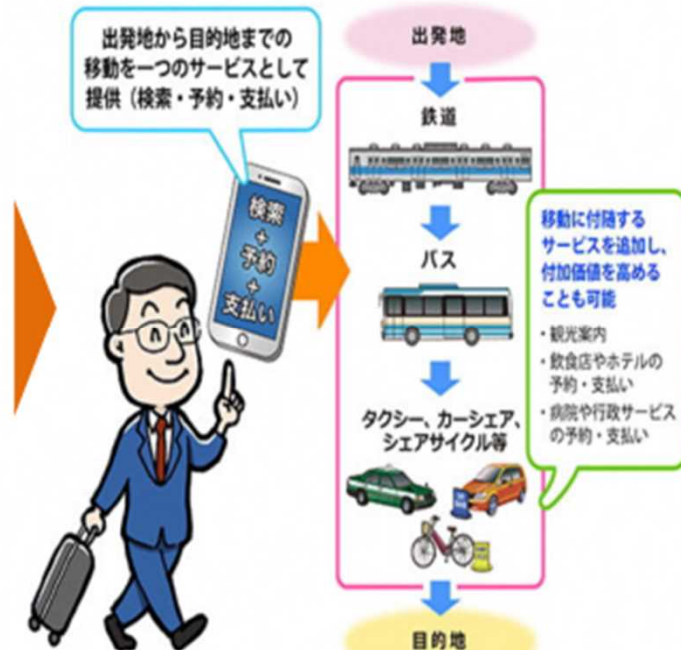 出発地から目的地までの
移動を一つのサービスとして
提供（検索・予約・支払い）
検索
+
予約
+
支払い
出発地
鉄道
バス
タクシー、カーシェア、
シェアサイクル等
目的地
移動に付随する
サービスを追加し、
付加価値を高める
ことも可能
・観光案内
・飲食店やホテルの
予約・支払い
・病院や行政サービス
の予約・支払い